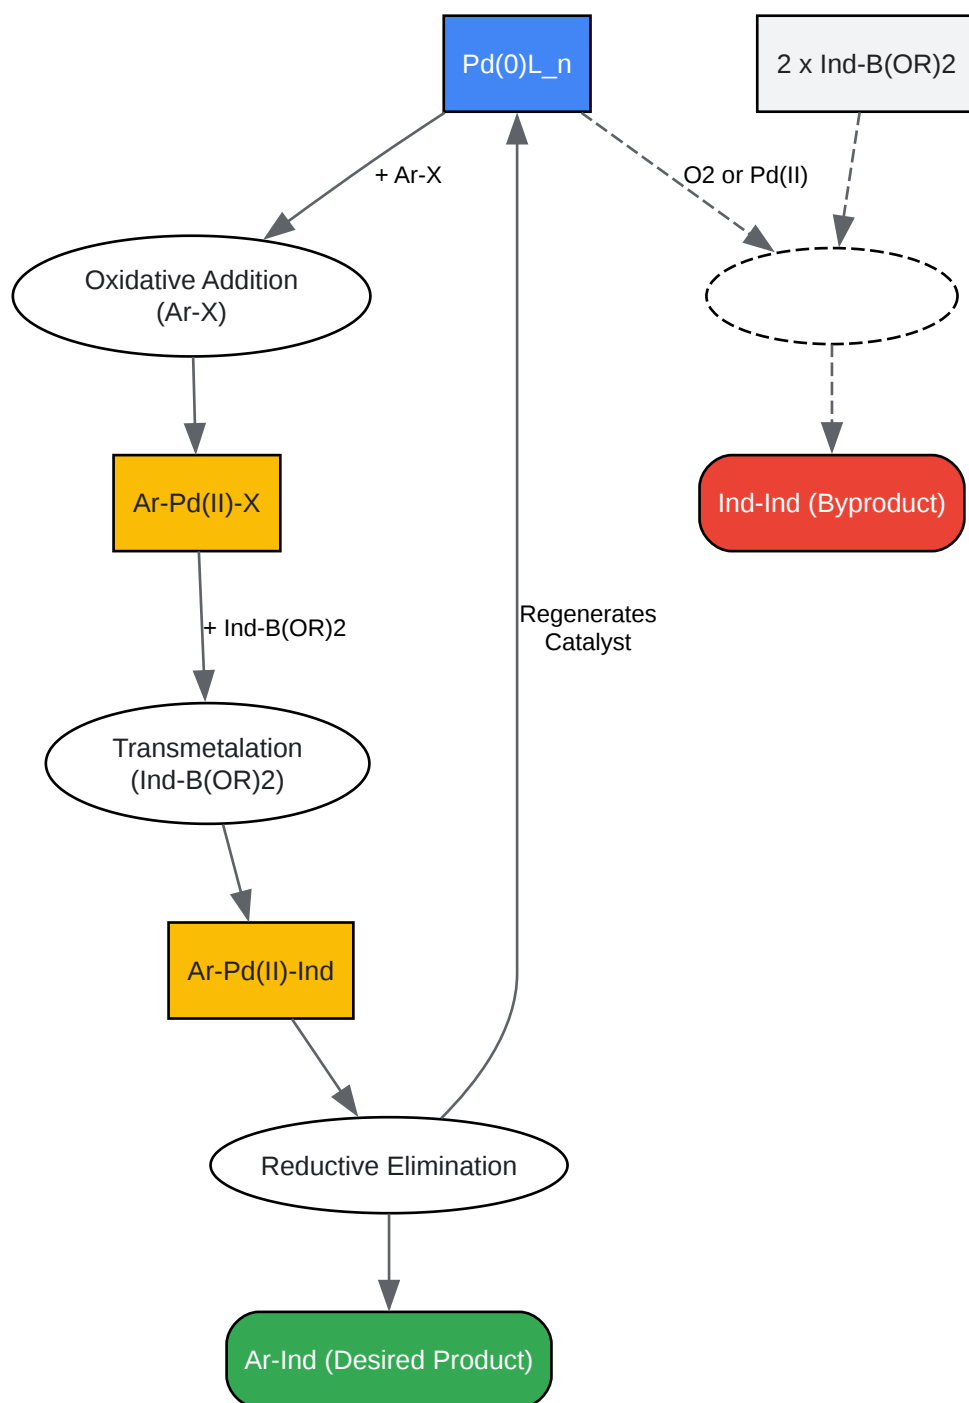 Pd(0)L_n
2 x Ind-B(OR)2
+ Ar-X
O2 or Pd(II)
Oxidative Addition
(Ar-X)
Ar-Pd(II)-X
Ind-Ind (Byproduct)
+ Ind-B(OR)2
Regenerates
Catalyst
Transmetalation
(Ind-B(OR)2)
Ar-Pd(II)-Ind
Reductive Elimination
Ar-Ind (Desired Product)